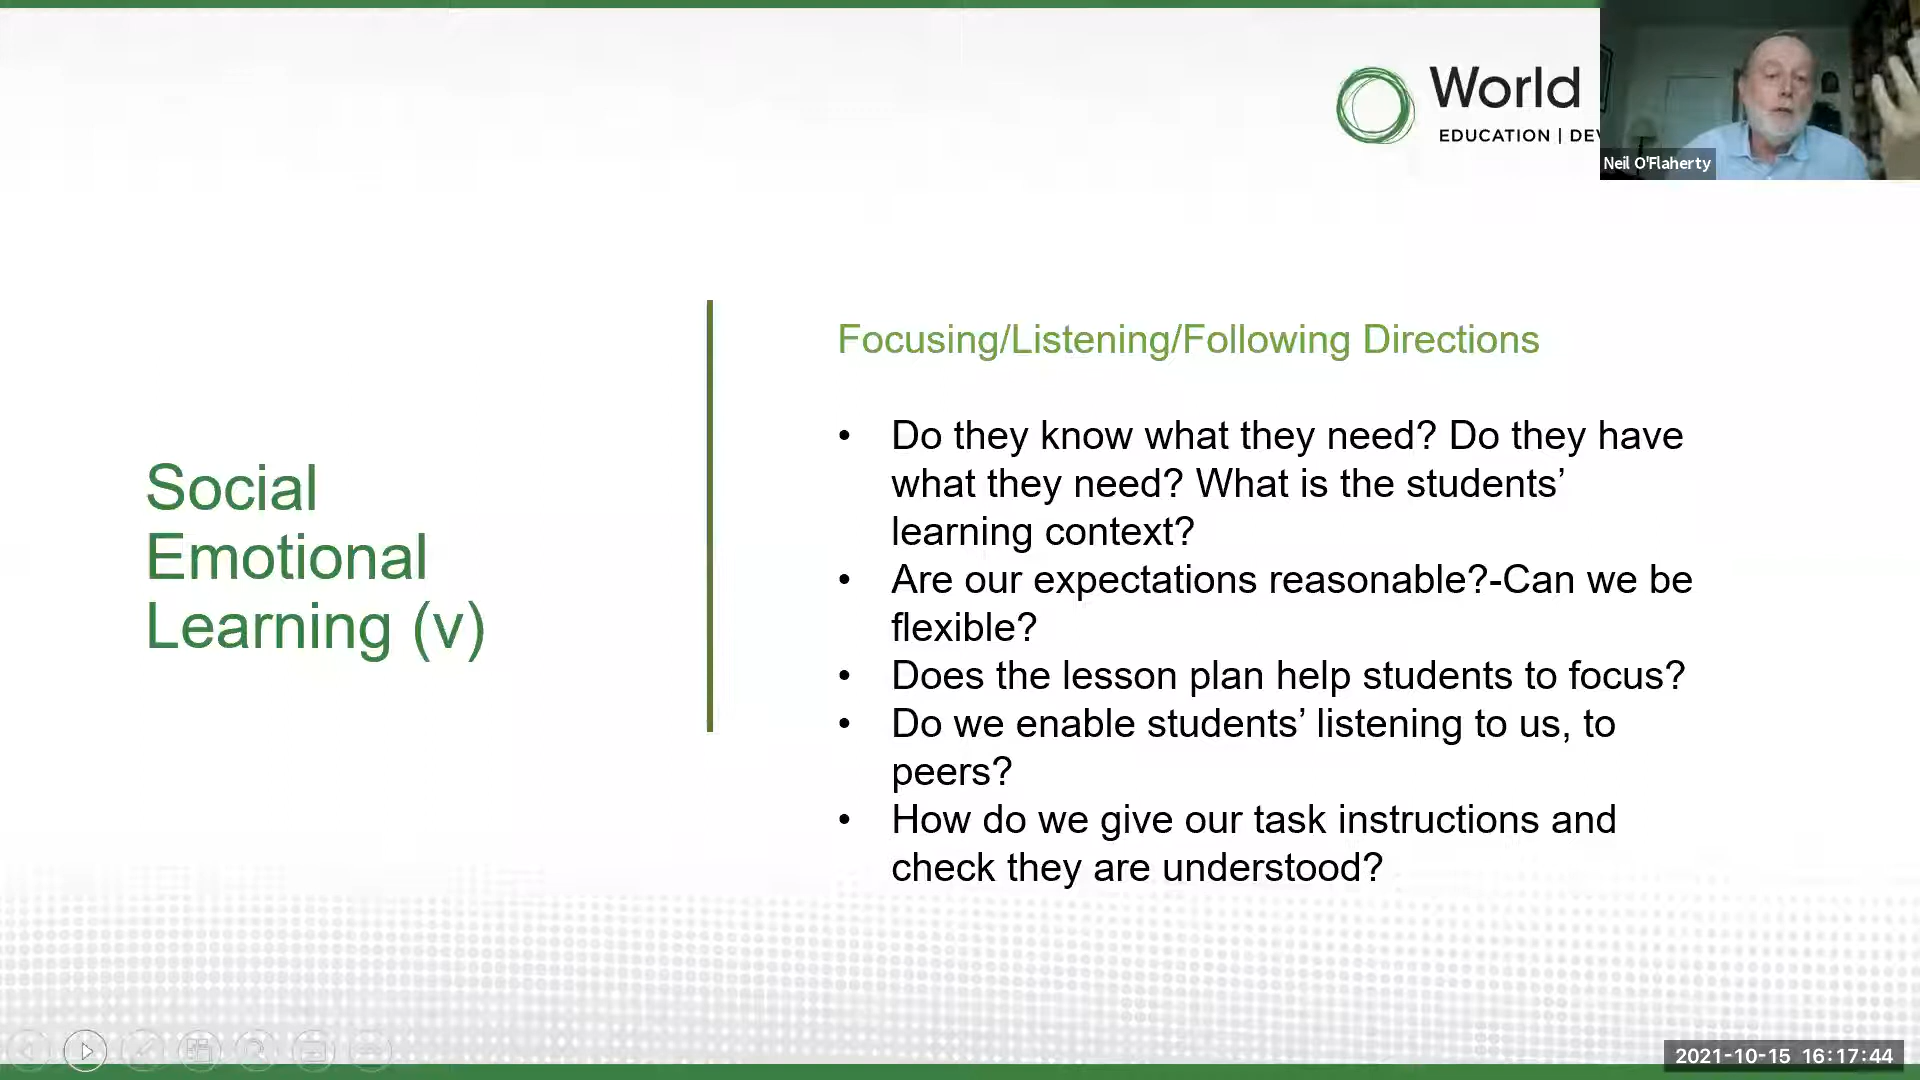 World
EDUCATION | DEV
Neil O'Flaherty
Social
Emotional
Learning (v)
Focusing/Listening/Following Directions
• Do they know what they need? Do they have
what they need? What is the students’
learning context?
• Are our expectations reasonable?-Can we be
flexible?
• Does the lesson plan help students to focus?
• Do we enable students’ listening to us, to
peers?
• How do we give our task instructions and
check they are understood?
2021-10-15 16:17:44